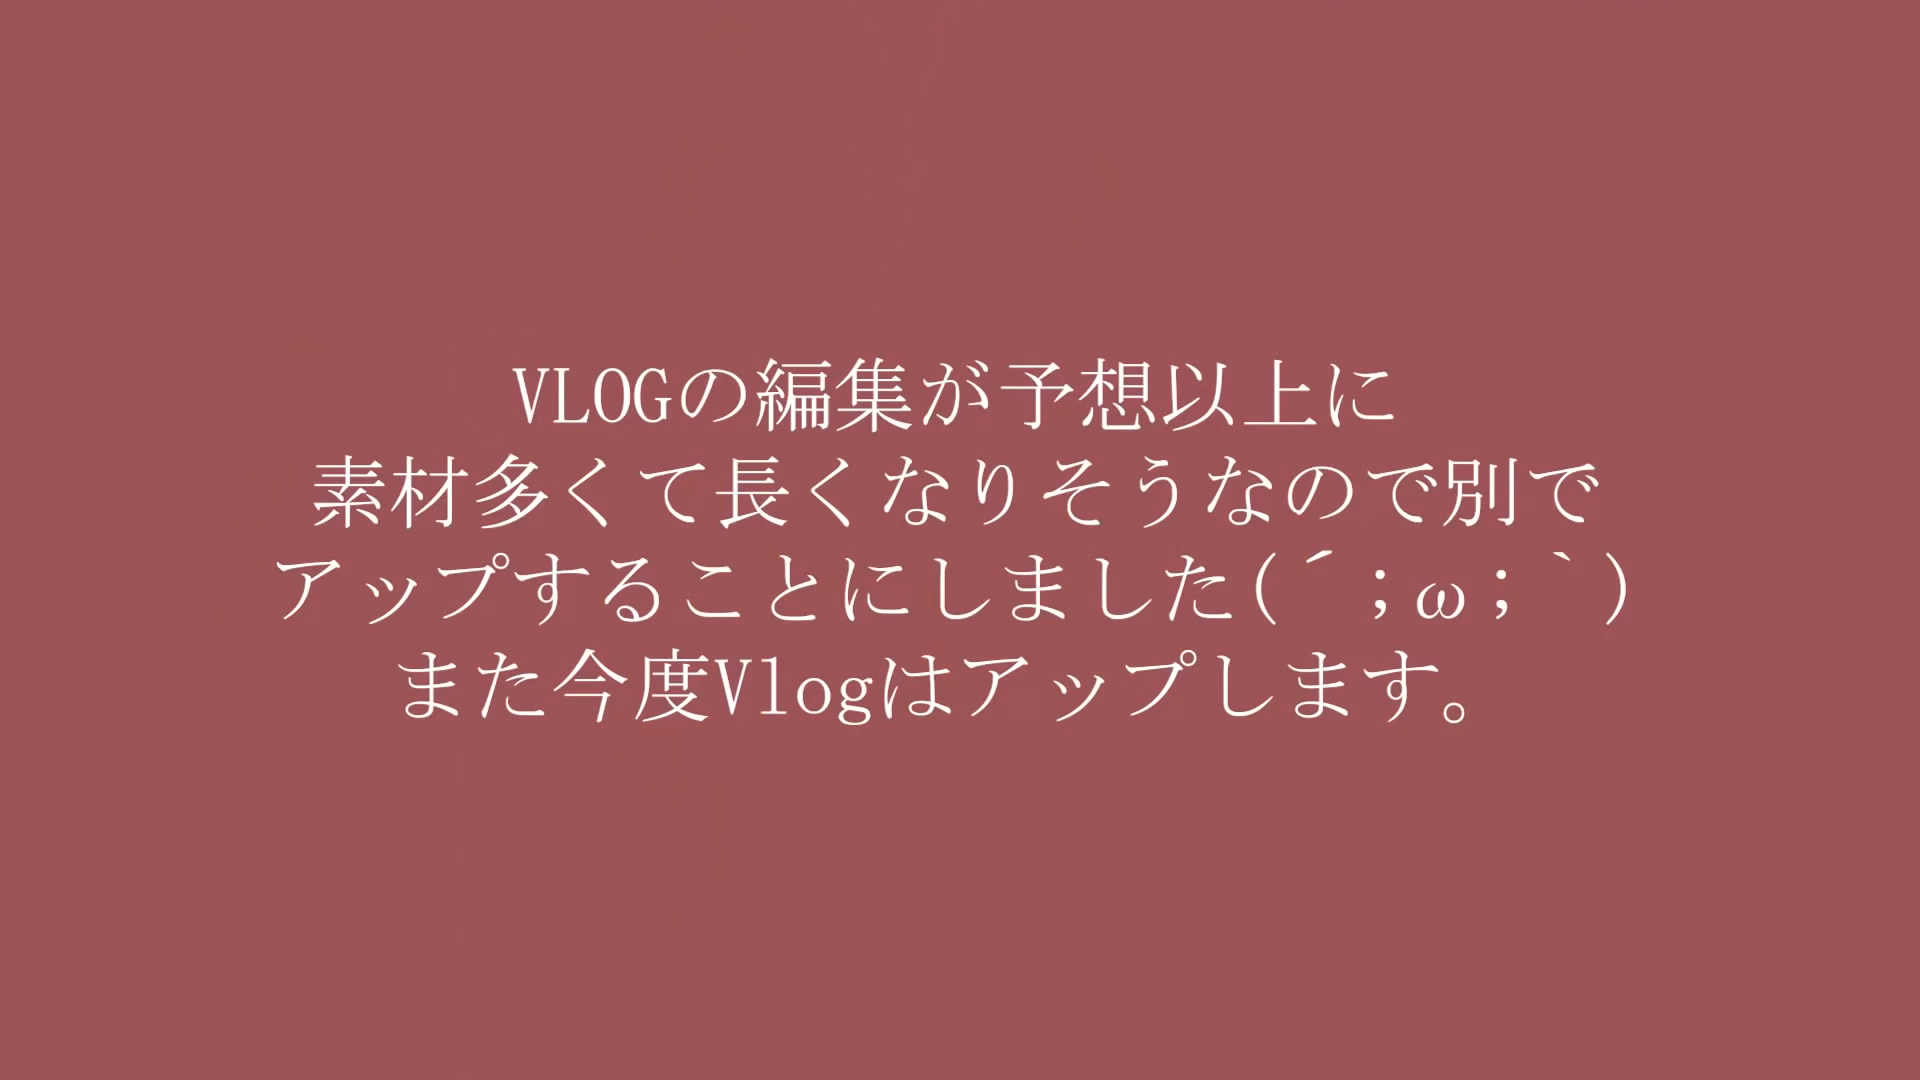 VLOGの編集が予想以上に
素材多くて長くなりそうなので別で
アップすることにしました(´；ω；｀)
また今度Vlogはアップします。